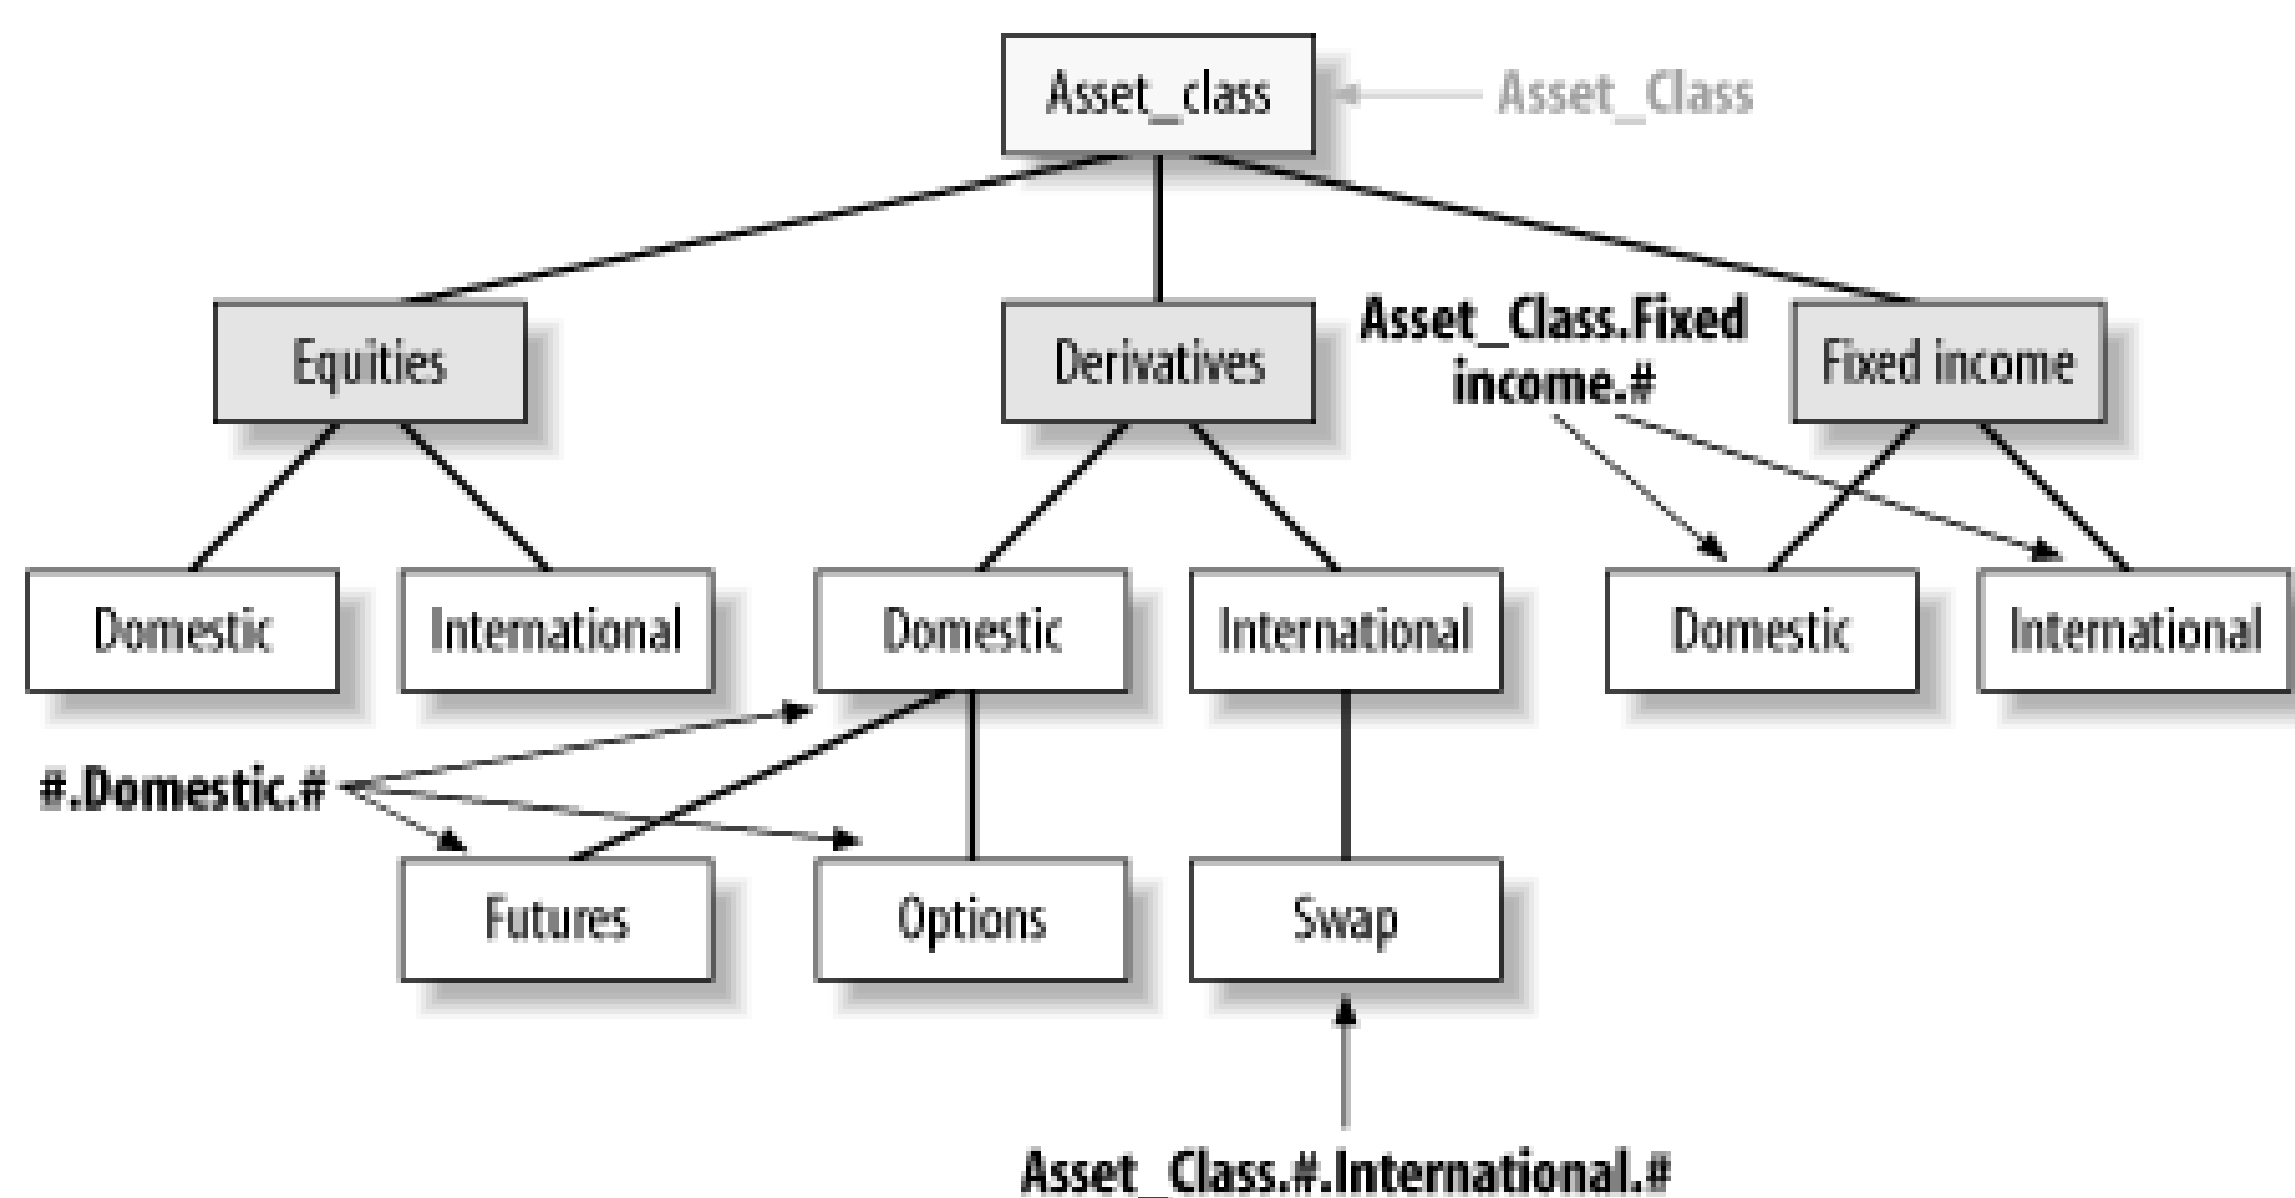 Asset_class
Asset_Class
Equities
Derivatives
Asset_Class.Fixed
income.#
Fixed income
Domestic
International
Domestic
International
Domestic
International
#.Domestic.#
Futures
Options
Swap
Asset_Class.#.International.#